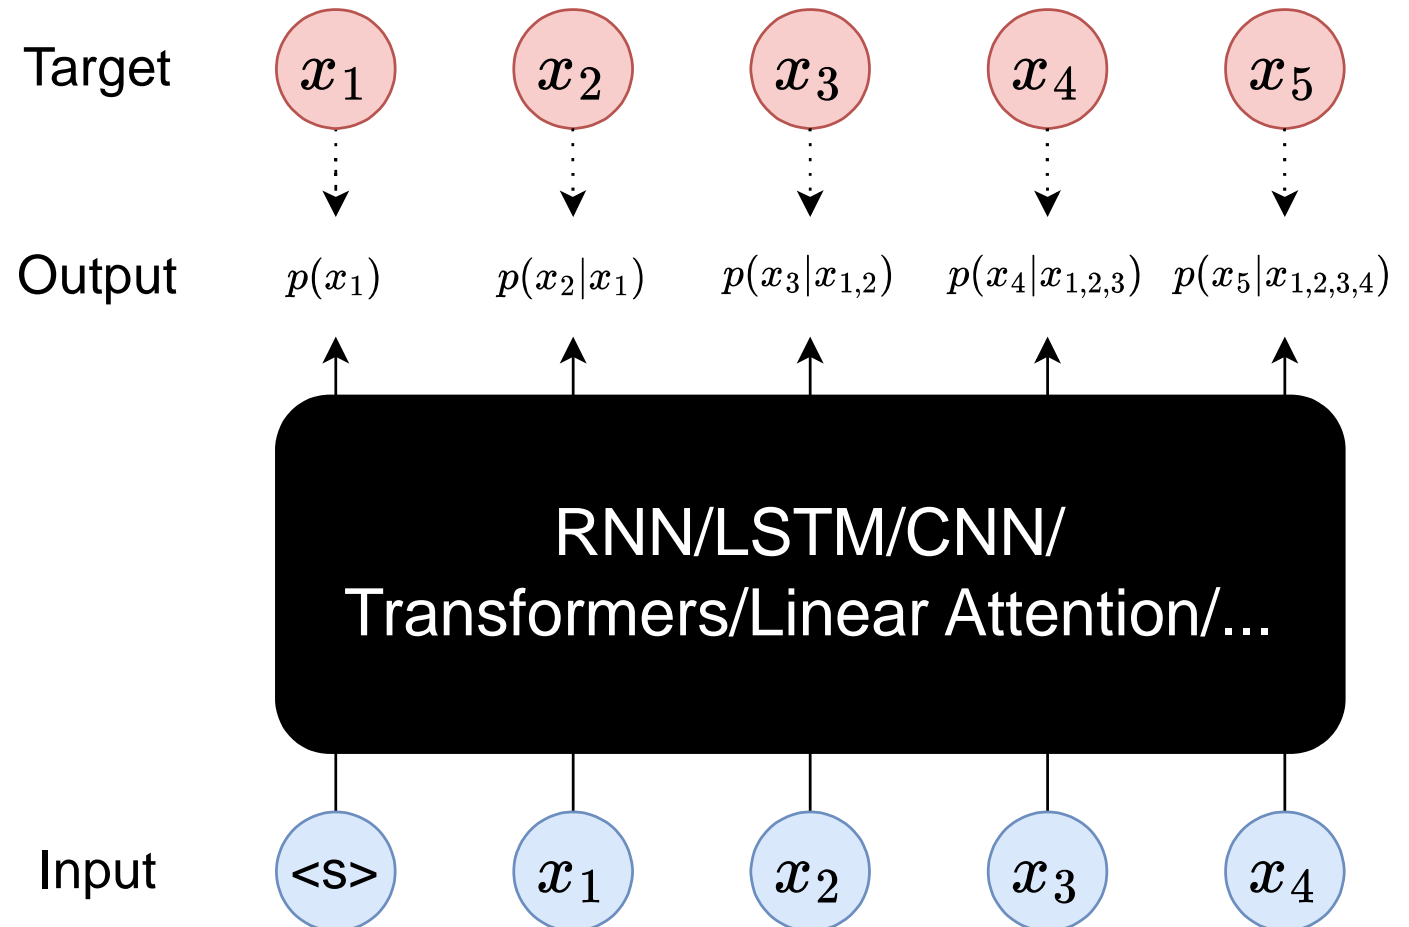 Target x₁ x₂ x₃ x₄ x₅
Output p(x₁) p(x₂|x₁) p(x₃|x₁,₂) p(x₄|x₁,₂,₃) p(x₅|x₁,₂,₃,₄)
RNN/LSTM/CNN/
Transformers/Linear Attention/...
Input <s> x₁ x₂ x₃ x₄